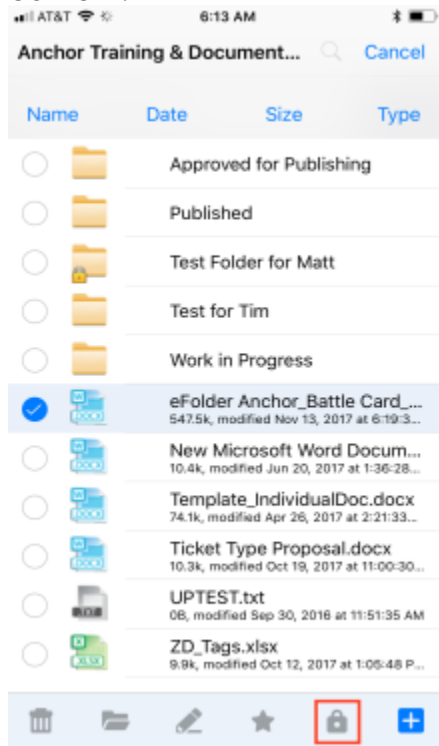 AT&T 6:13 AM
Anchor Training & Document... Cancel
Name Date Size Type
Approved for Publishing
Published
Test Folder for Matt
Test for Tim
Work in Progress
eFolder Anchor_Battle Card_...
547.5k, modified Nov 13, 2017 at 6:19:3...
New Microsoft Word Docum...
10.4k, modified Jun 20, 2017 at 1:36:28...
Template_IndividualDoc.docx
74.1k, modified Apr 26, 2017 at 2:21:33...
Ticket Type Proposal.docx
10.3k, modified Oct 19, 2017 at 11:00:30...
UPTEST.txt
0B, modified Sep 30, 2016 at 11:51:35 AM
ZD_Tags.xlsx
9.9k, modified Oct 12, 2017 at 1:05:48 P...